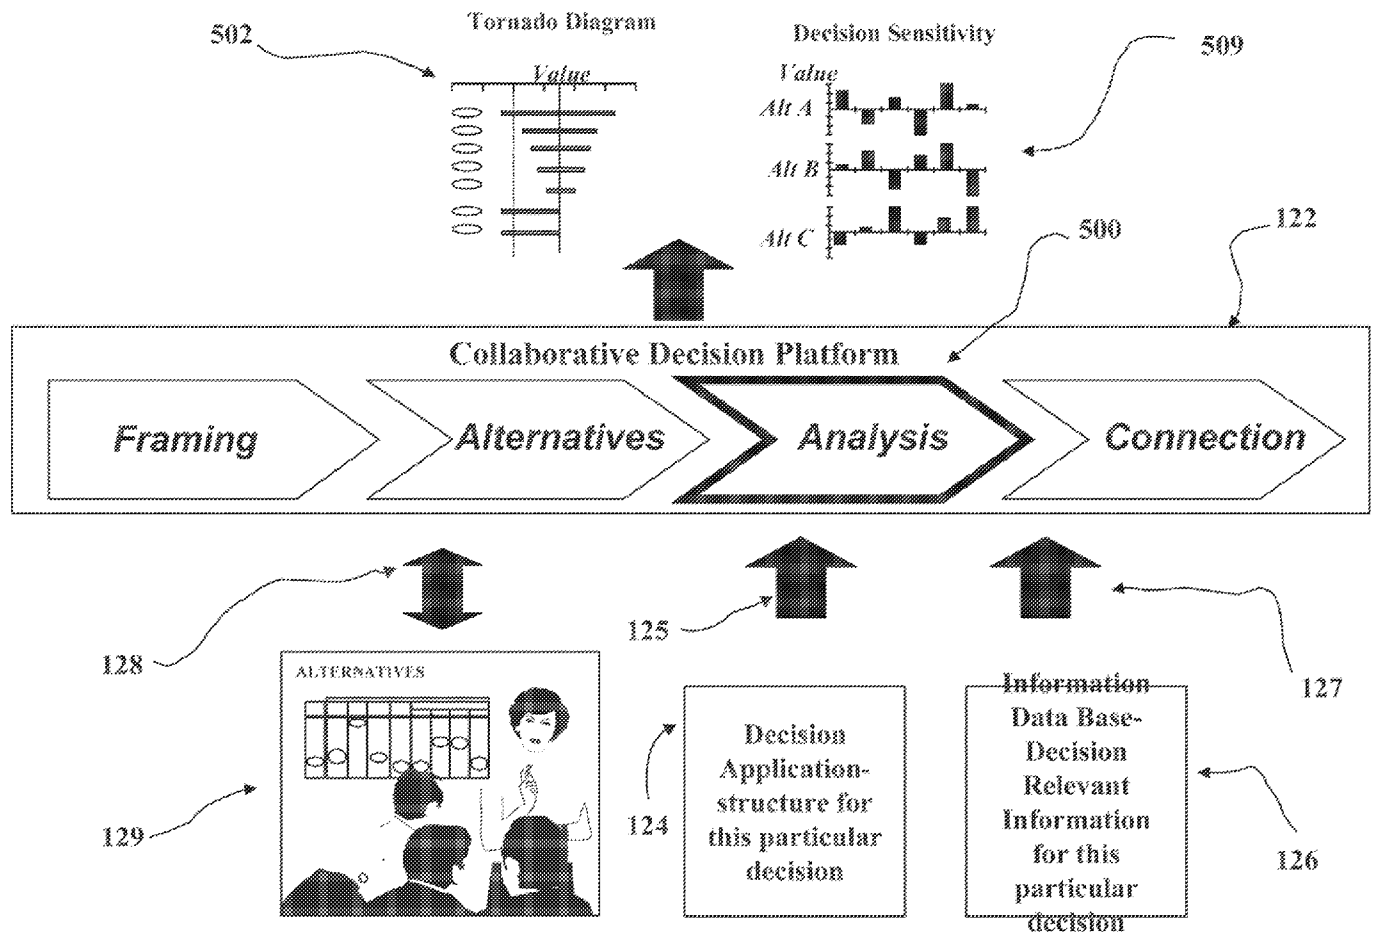 Tornado Diagram
502
Value
Decision Sensitivity
509
Value
Alt A
Alt B
Alt C
500
122
Collaborative Decision Platform
Framing
Alternatives
Analysis
Connection
128
125
127
ALTERNATIVES
129
124
Decision
Application-
structure for
this particular
decision
Information
Data Base-
Decision
Relevant
Information
for this
particular
decision
126